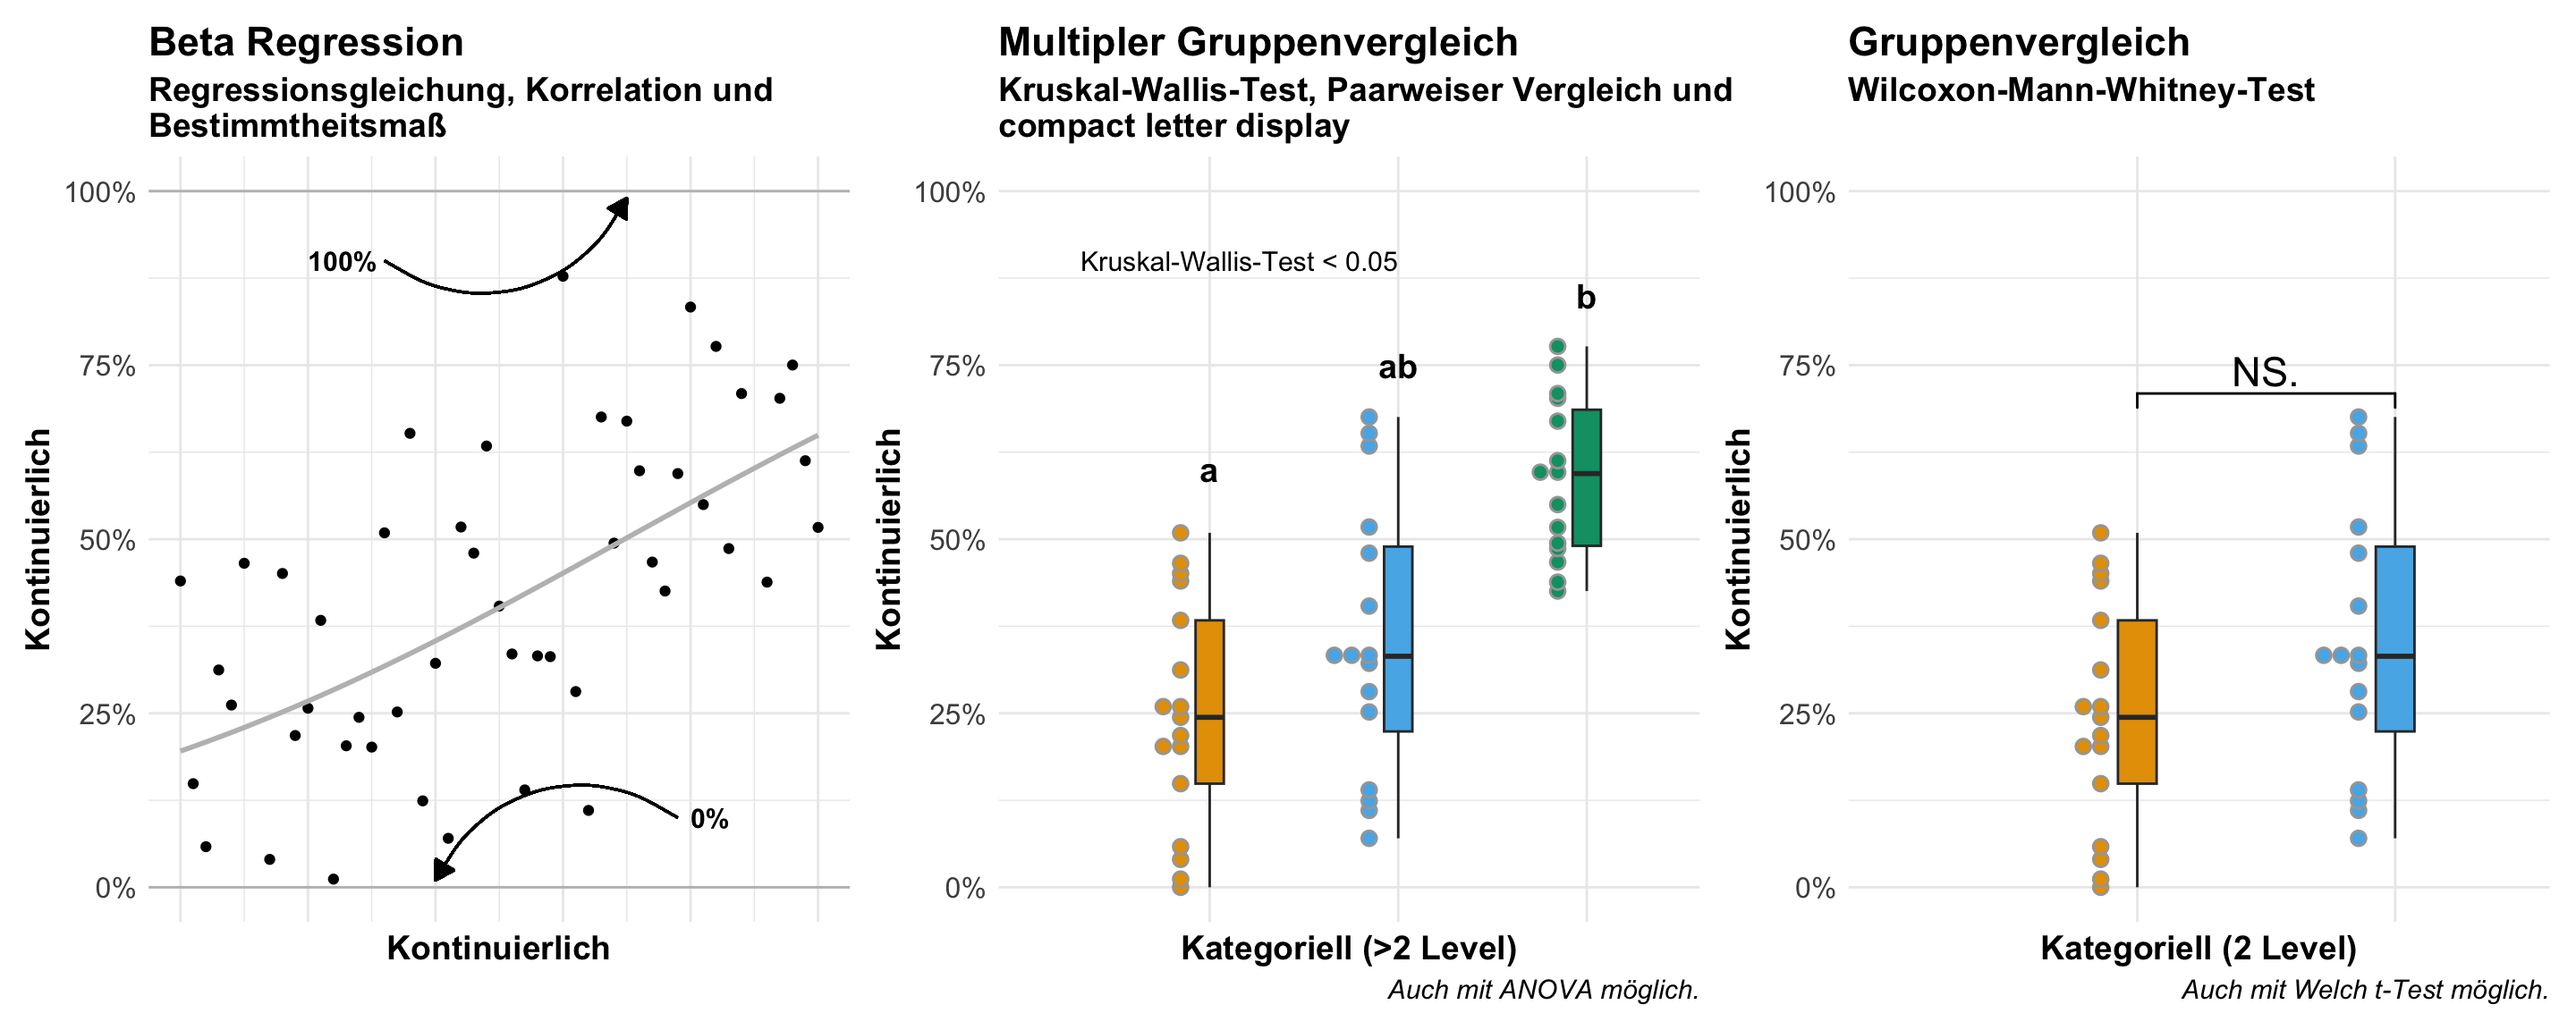 Beta Regression
Regressionsgleichung, Korrelation und
Bestimmtheitsmaß
100%
75%
50%
25%
0%
Kontinuierlich
100%
0%
Kontinuierlich
Multipler Gruppenvergleich
Kruskal-Wallis-Test, Paarweiser Vergleich und
compact letter display
100%
75%
50%
25%
0%
Kontinuierlich
Kruskal-Wallis-Test < 0.05
a
ab
b
Kategoriell (>2 Level)
Auch mit ANOVA möglich.
Gruppenvergleich
Wilcoxon-Mann-Whitney-Test
100%
75%
50%
25%
0%
Kontinuierlich
NS.
Kategoriell (2 Level)
Auch mit Welch t-Test möglich.